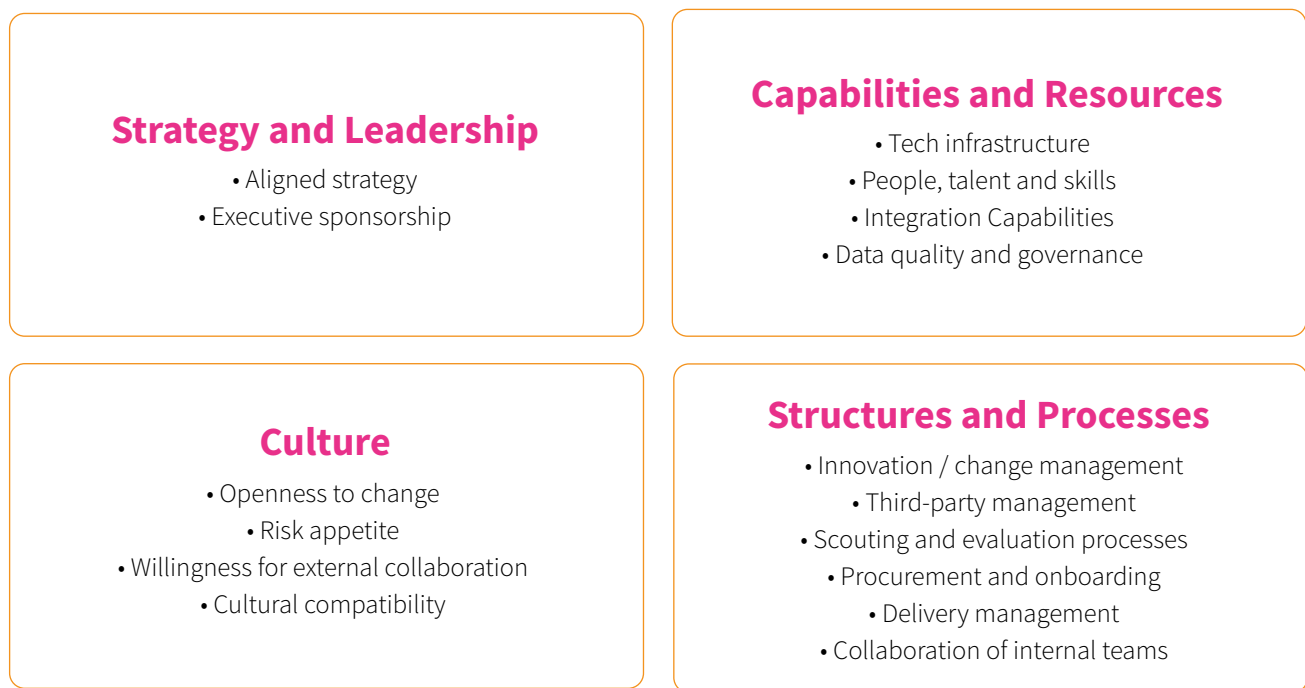 Strategy and Leadership
• Aligned strategy
• Executive sponsorship
Capabilities and Resources
• Tech infrastructure
• People, talent and skills
• Integration Capabilities
• Data quality and governance
Culture
• Openness to change
• Risk appetite
• Willingness for external collaboration
• Cultural compatibility
Structures and Processes
• Innovation / change management
• Third-party management
• Scouting and evaluation processes
• Procurement and onboarding
• Delivery management
• Collaboration of internal teams